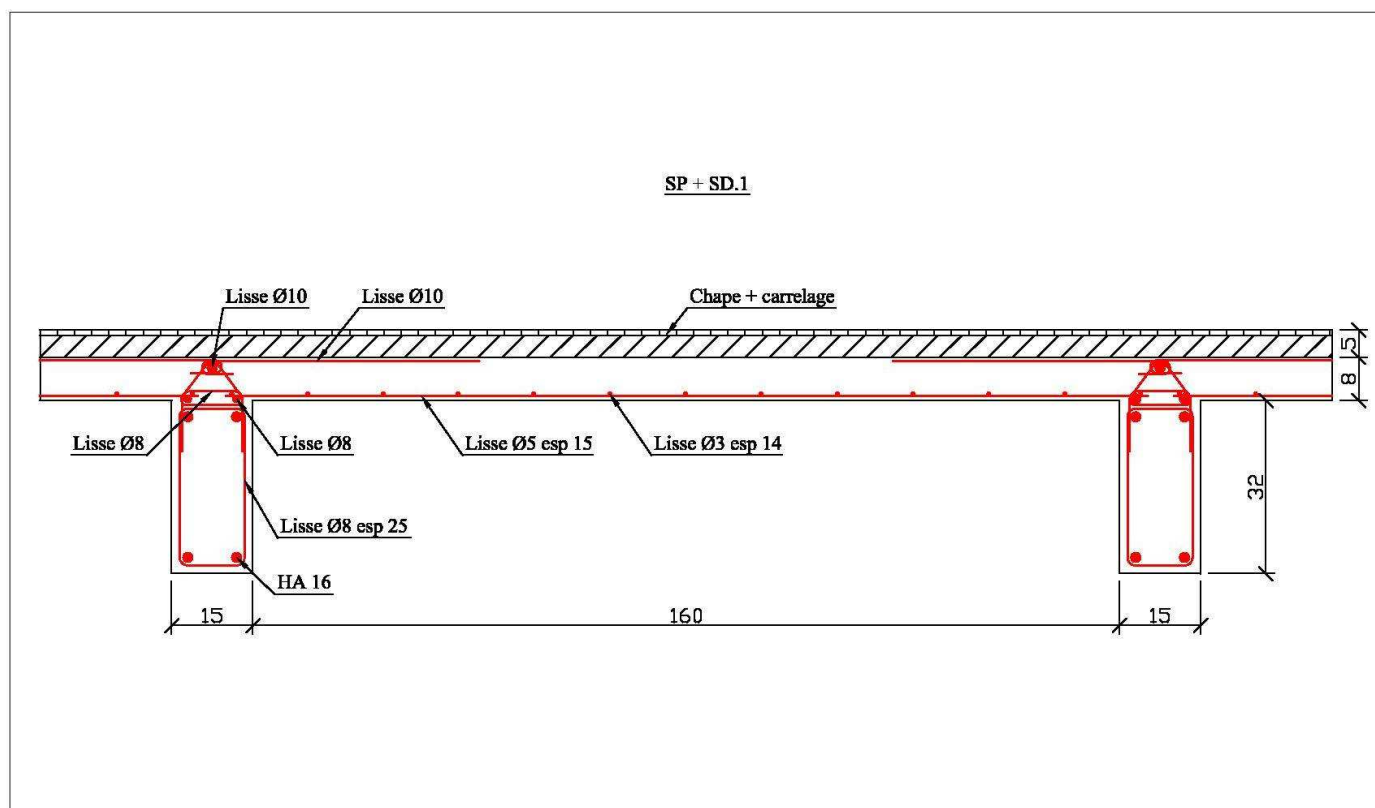 SP + SD.1
Lisse Ø10
Lisse Ø10
Chape + carrelage
5
8
Lisse Ø8
Lisse Ø8
Lisse Ø5 esp 15
Lisse Ø3 esp 14
32
Lisse Ø8 esp 25
HA 16
15
160
15